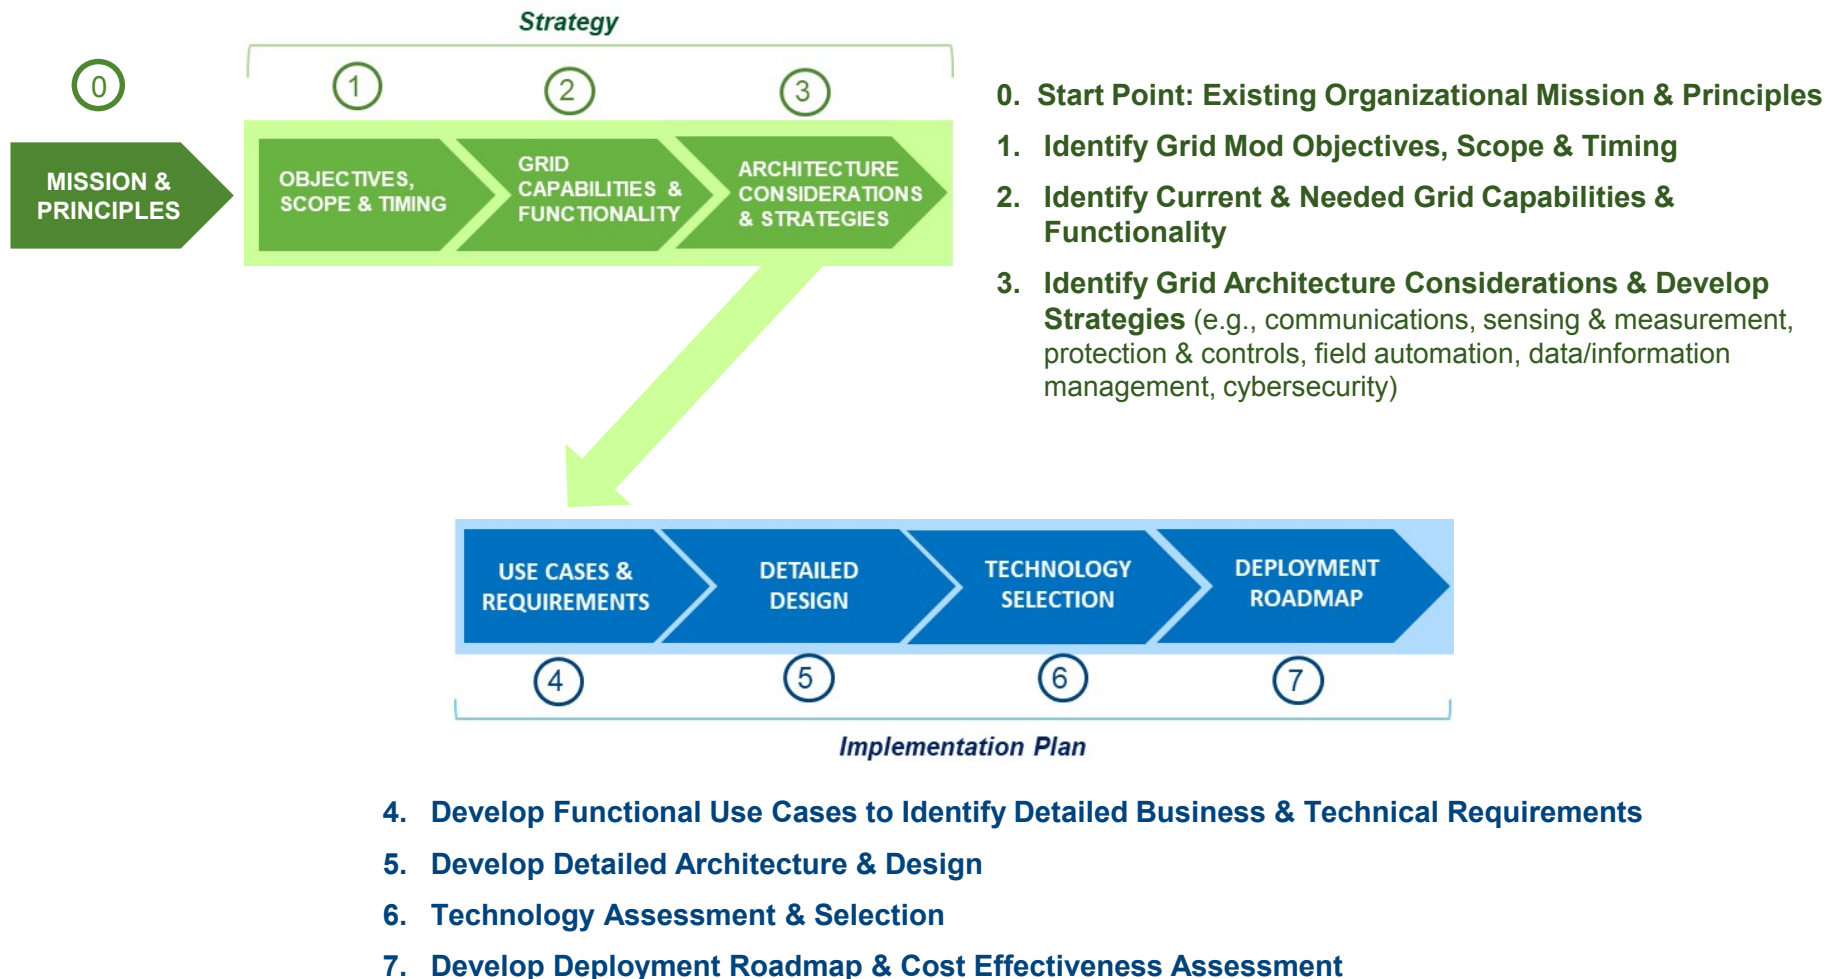 Strategy
0
1
2
3
MISSION &
PRINCIPLES
OBJECTIVES,
SCOPE & TIMING
GRID
CAPABILITIES &
FUNCTIONALITY
ARCHITECTURE
CONSIDERATIONS
& STRATEGIES
0. Start Point: Existing Organizational Mission & Principles
1. Identify Grid Mod Objectives, Scope & Timing
2. Identify Current & Needed Grid Capabilities &
Functionality
3. Identify Grid Architecture Considerations & Develop
Strategies (e.g., communications, sensing & measurement,
protection & controls, field automation, data/information
management, cybersecurity)
USE CASES &
REQUIREMENTS
DETAILED
DESIGN
TECHNOLOGY
SELECTION
DEPLOYMENT
ROADMAP
4
5
6
7
Implementation Plan
4. Develop Functional Use Cases to Identify Detailed Business & Technical Requirements
5. Develop Detailed Architecture & Design
6. Technology Assessment & Selection
7. Develop Deployment Roadmap & Cost Effectiveness Assessment